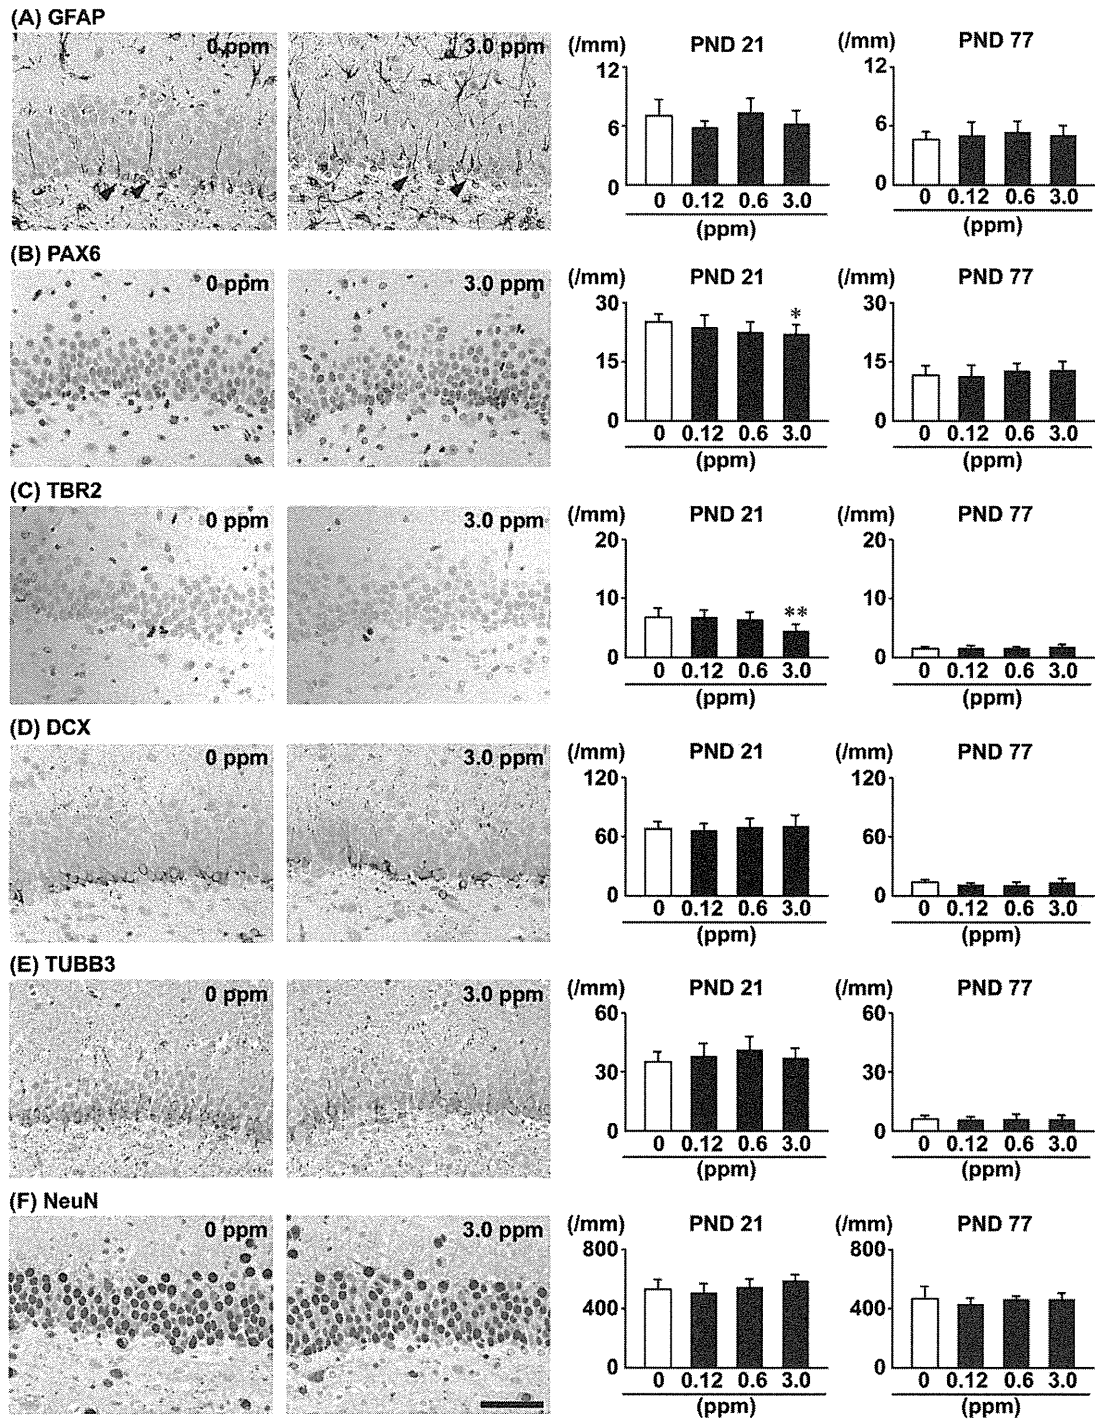 (A) GFAP
0 ppm
3.0 ppm
(/mm) PND 21
12
6
0
0 0.12 0.6 3.0
(ppm)
(/mm) PND 77
12
6
0
0 0.12 0.6 3.0
(ppm)
(B) PAX6
0 ppm
3.0 ppm
(/mm) PND 21
30
15
0
*
0 0.12 0.6 3.0
(ppm)
(/mm) PND 77
30
15
0
0 0.12 0.6 3.0
(ppm)
(C) TBR2
0 ppm
3.0 ppm
(/mm) PND 21
20
10
0
**
0 0.12 0.6 3.0
(ppm)
(/mm) PND 77
20
10
0
0 0.12 0.6 3.0
(ppm)
(D) DCX
0 ppm
3.0 ppm
(/mm) PND 21
120
60
0
0 0.12 0.6 3.0
(ppm)
(/mm) PND 77
120
60
0
0 0.12 0.6 3.0
(ppm)
(E) TUBB3
0 ppm
3.0 ppm
(/mm) PND 21
60
30
0
0 0.12 0.6 3.0
(ppm)
(/mm) PND 77
60
30
0
0 0.12 0.6 3.0
(ppm)
(F) NeuN
0 ppm
3.0 ppm
(/mm) PND 21
800
400
0
0 0.12 0.6 3.0
(ppm)
(/mm) PND 77
800
400
0
0 0.12 0.6 3.0
(ppm)